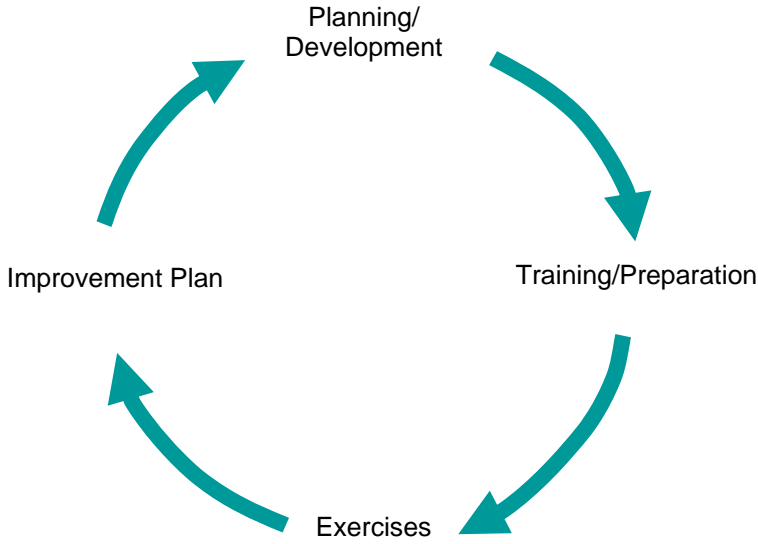 Planning/
Development
Training/Preparation
Exercises
Improvement Plan